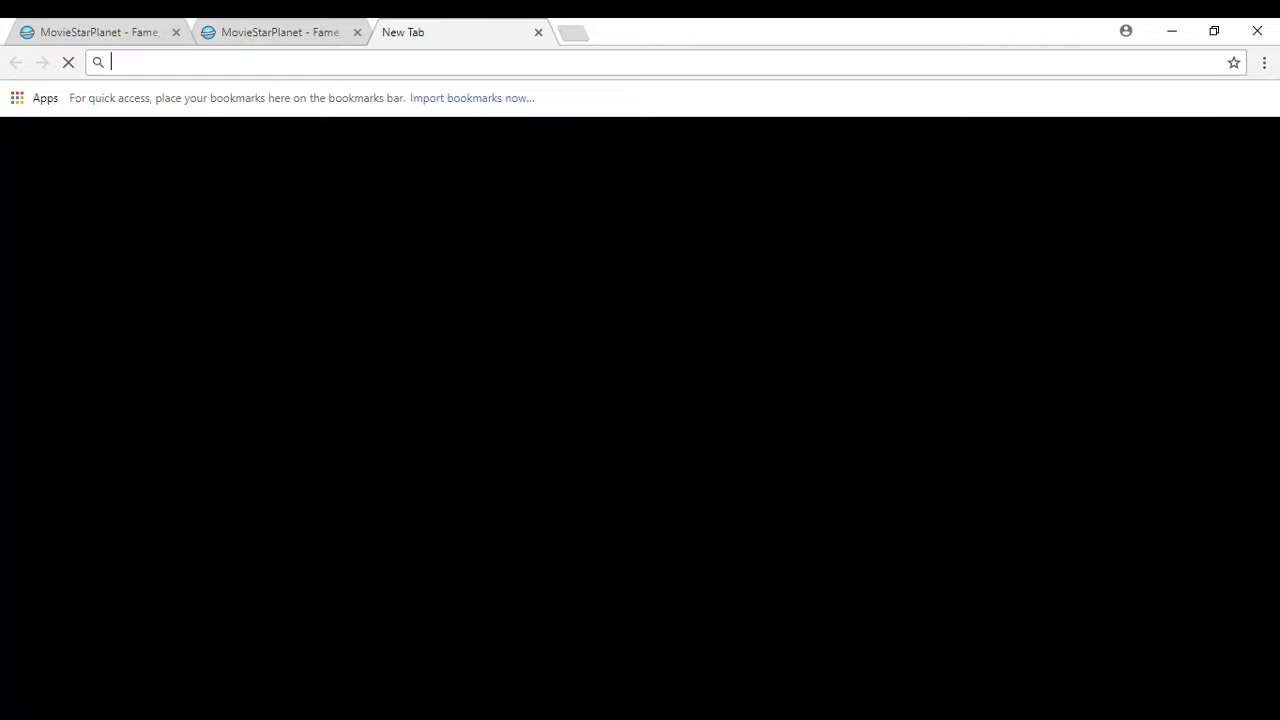 MovieStarPlanet - Fame, MovieStarPlanet - Fame, New Tab
Apps For quick access, place your bookmarks here on the bookmarks bar. Import bookmarks now...